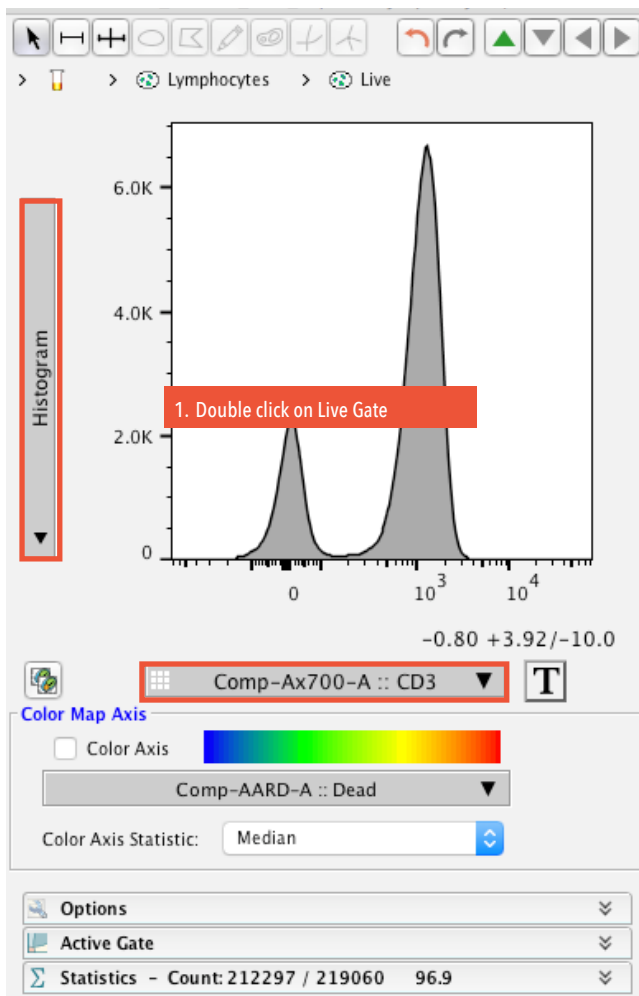 > > Lymphocytes > Live
6.0K
4.0K
Histogram
1. Double click on Live Gate
2.0K
▼
0
0 10^3 10^4
-0.80 +3.92/-10.0
Comp-Ax700-A :: CD3 ▼ T
Color Map Axis
Color Axis
Comp-AARD-A :: Dead ▼
Color Axis Statistic: Median
Options
Active Gate
Σ Statistics - Count: 212297 / 219060 96.9